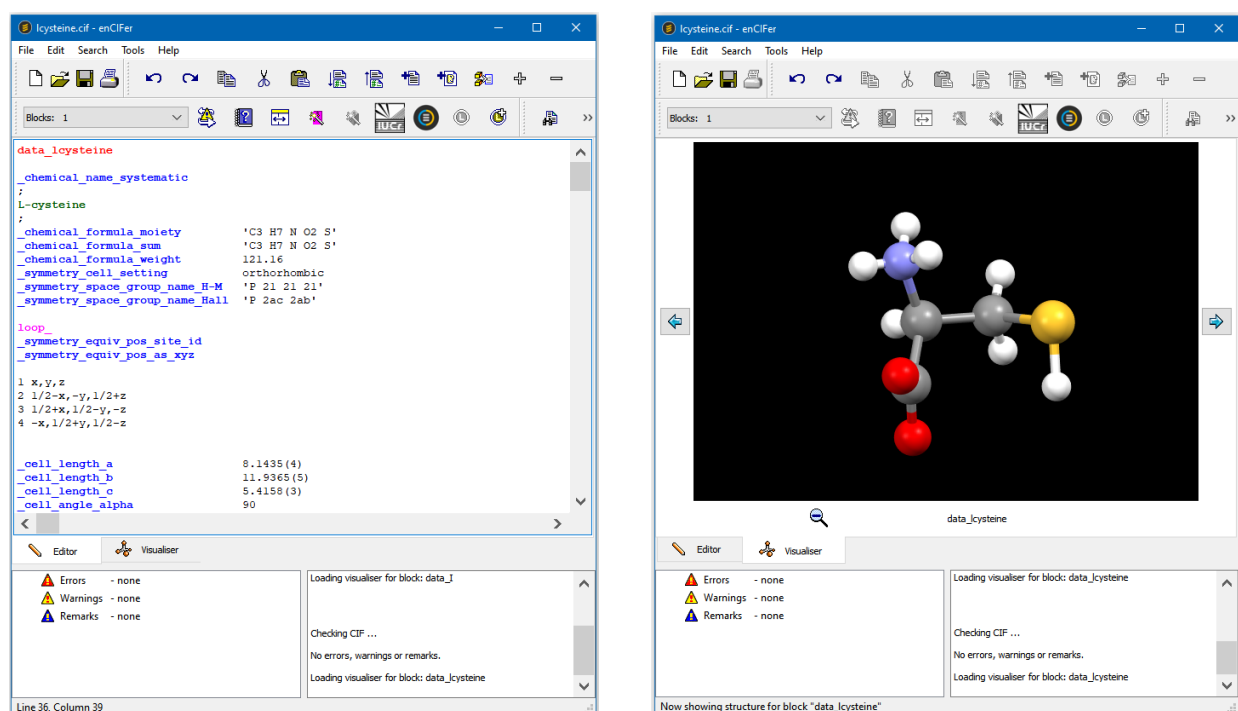 lcysteine.cif - enCIFer
File Edit Search Tools Help
Blocks: 1
IUCr
data_lcysteine
_chemical_name_systematic
;
L-cysteine
;
_chemical_formula_moiety 'C3 H7 N O2 S'
_chemical_formula_sum 'C3 H7 N O2 S'
_chemical_formula_weight 121.16
_symmetry_cell_setting orthorhombic
_symmetry_space_group_name_H-M 'P 21 21 21'
_symmetry_space_group_name_Hall 'P 2ac 2ab'
loop_
_symmetry_equiv_pos_site_id
_symmetry_equiv_pos_as_xyz
1 x,y,z
2 1/2-x,-y,1/2+z
3 1/2+x,1/2-y,-z
4 -x,1/2+y,1/2-z
_cell_length_a 8.1435(4)
_cell_length_b 11.9365(5)
_cell_length_c 5.4158(3)
_cell_angle_alpha 90
Editor Visualiser
Errors - none
Warnings - none
Remarks - none
Loading visualiser for block: data_I
Checking CIF ...
No errors, warnings or remarks.
Loading visualiser for block: data_lcysteine
Line 36, Column 39
lcysteine.cif - enCIFer
File Edit Search Tools Help
Blocks: 1
IUCr
data_lcysteine
Editor Visualiser
Errors - none
Warnings - none
Remarks - none
Loading visualiser for block: data_lcysteine
Checking CIF ...
No errors, warnings or remarks.
Loading visualiser for block: data_lcysteine
Now showing structure for block "data_lcysteine"